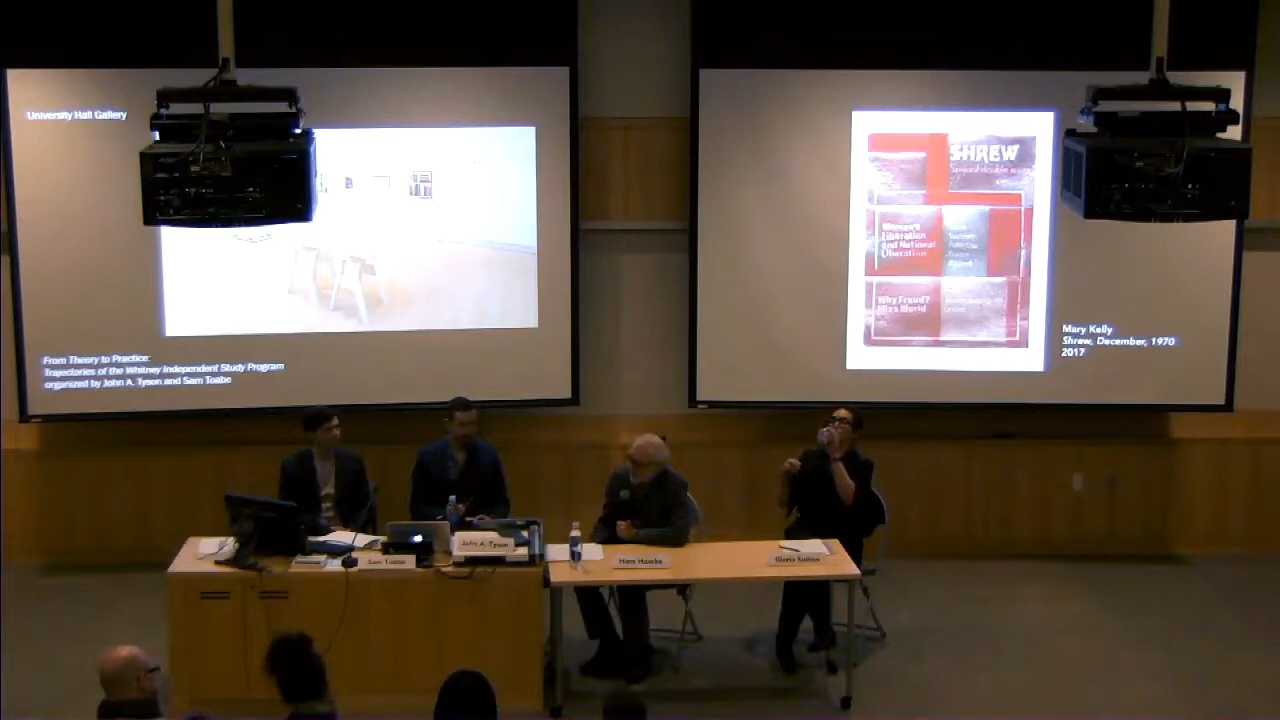 University Hall Gallery
From Theory to Practice:
Trajectories of the Whitney Independent Study Program
organized by John A. Tyson and Sam Toabe
SHREW
Women's
Liberation
and National
Liberation
Why Freud?
Miss World
Mary Kelly
Shrew, December, 1970
2017
Sam Toabe
John A. Tyson
Hans Haacke
Gloria Sutton